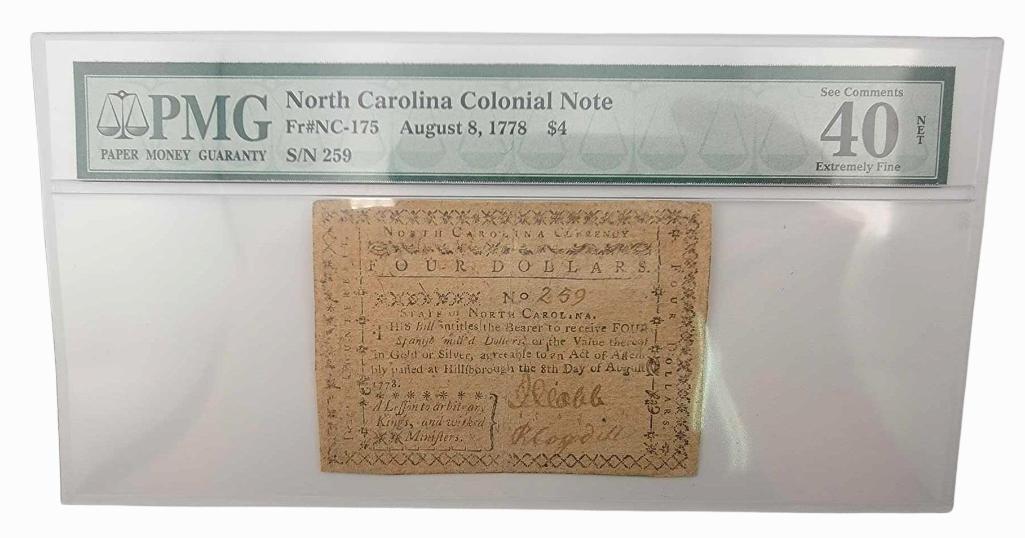 PMG
PAPER MONEY GUARANTY
North Carolina Colonial Note
Fr#NC-175 August 8, 1778 $4
S/N 259
See Comments
40
NET
Extremely Fine
NORTH CAROLINA CURRENCY.
FOUR DOLLARS.
No 259
STATE of NORTH CAROLINA.
THIS bill entitles the Bearer to receive FOUR
Spanish mill'd Dollars, or the Value thereof
in Gold or Silver, agreeable to an Act of Assem-
bly passed at Hillsborough the 8th Day of August
1778.
A Lesson to arbitrary
Kings, and wicked
Ministers.
J Cobb
R Cogdell
FOUR DOLLARS.